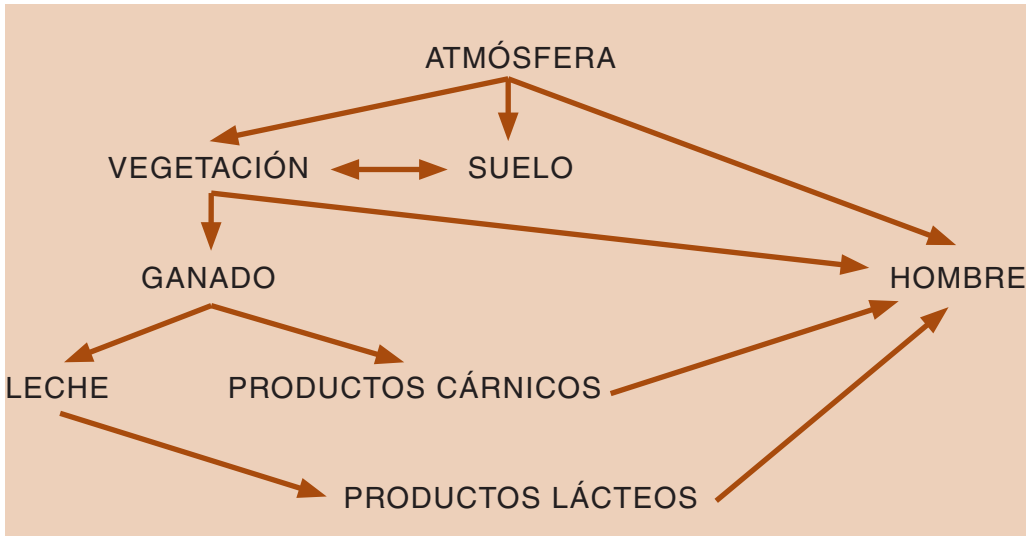 ATMÓSFERA
VEGETACIÓN
SUELO
GANADO
HOMBRE
LECHE
PRODUCTOS CÁRNICOS
PRODUCTOS LÁCTEOS